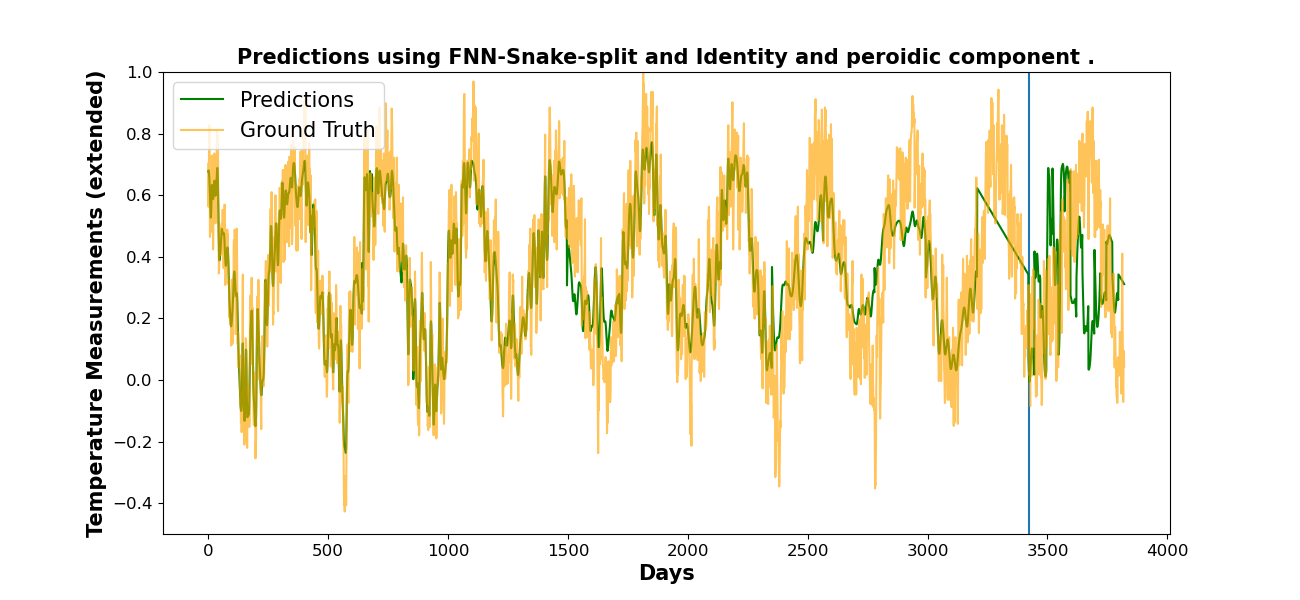 Predictions using FNN-Snake-split and Identity and peroidic component .
Temperature Measurements (extended)
1.0
0.8
0.6
0.4
0.2
0.0
−0.2
−0.4
Predictions
Ground Truth
0 500 1000 1500 2000 2500 3000 3500 4000
Days